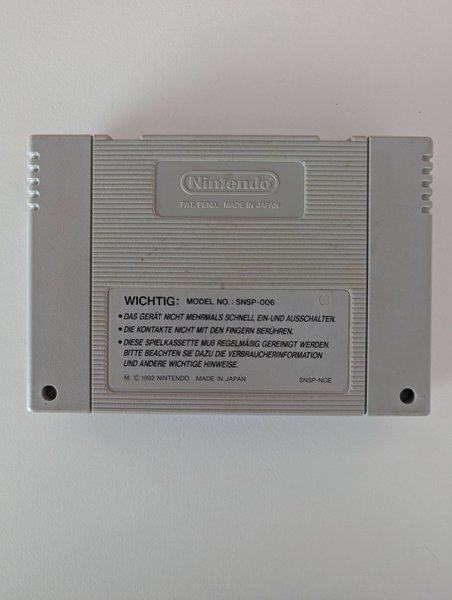 Nintendo®
PAT. PEND. MADE IN JAPAN
WICHTIG: MODEL NO.: SNSP-006
• DAS GERÄT NICHT MEHRMALS SCHNELL EIN-UND AUSSCHALTEN.
• DIE KONTAKTE NICHT MIT DEN FINGERN BERÜHREN.
• DIESE SPIELKASSETTE MUß REGELMÄßIG GEREINIGT WERDEN.
BITTE BEACHTEN SIE DAZU DIE VERBRAUCHERINFORMATION
UND ANDERE WICHTIGE HINWEISE.
Ⓜ © 1992 NINTENDO MADE IN JAPAN SNSP-NOE